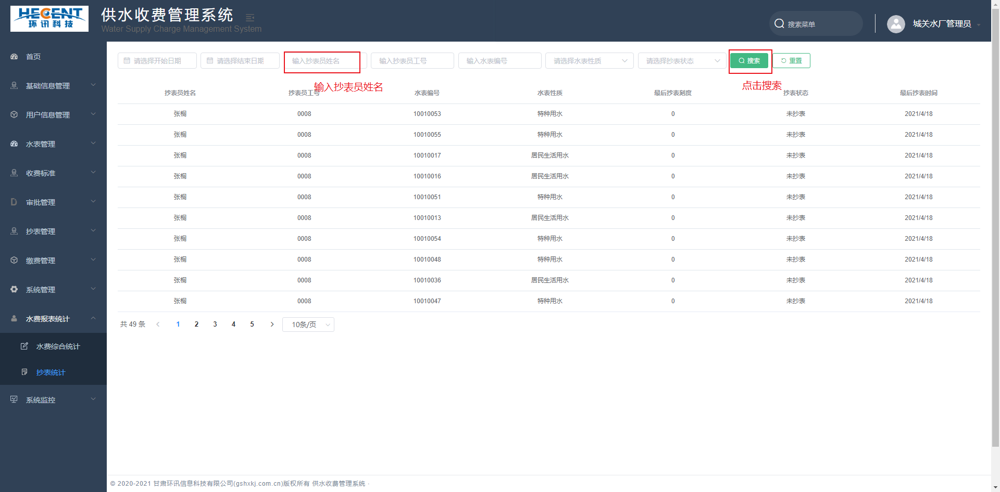 HECENT
环讯科技
供水收费管理系统
Water Supply Charge Management System
搜索菜单
城关水厂管理员
首页
基础信息管理
用户信息管理
水表管理
收费标准
审批管理
抄表管理
缴费管理
系统管理
水费报表统计
水费综合统计
抄表统计
系统监控
请选择开始日期 请选择结束日期 输入抄表员姓名 输入抄表员工号 输入水表编号 请选择水表性质 请选择抄表状态 搜索 重置
输入抄表员姓名 点击搜索
抄表员姓名 抄表员工号 水表编号 水表性质 最后抄表刻度 抄表状态 最后抄表时间
张桐 0008 10010053 特种用水 0 未抄表 2021/4/18
张桐 0008 10010055 特种用水 0 未抄表 2021/4/18
张桐 0008 10010017 居民生活用水 0 未抄表 2021/4/18
张桐 0008 10010016 居民生活用水 0 未抄表 2021/4/18
张桐 0008 10010051 特种用水 0 未抄表 2021/4/18
张桐 0008 10010013 居民生活用水 0 未抄表 2021/4/18
张桐 0008 10010054 特种用水 0 未抄表 2021/4/18
张桐 0008 10010048 特种用水 0 未抄表 2021/4/18
张桐 0008 10010036 居民生活用水 0 未抄表 2021/4/18
张桐 0008 10010047 特种用水 0 未抄表 2021/4/18
共 49 条 1 2 3 4 5 10条/页
© 2020-2021 甘肃环讯信息科技有限公司(gshxkj.com.cn)版权所有 供水收费管理系统 ·